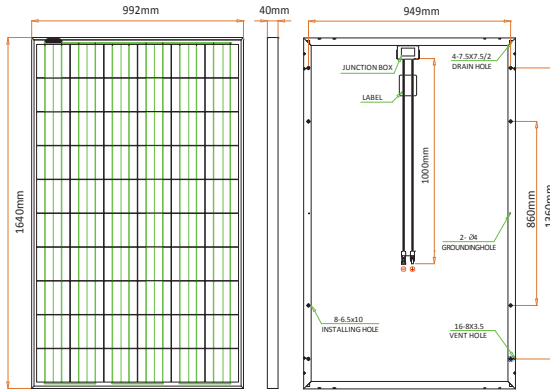 992mm
40mm
949mm
JUNCTION BOX
4-7.5X7.5/2
DRAIN HOLE
LABEL
1640mm
1000mm
860mm
1360mm
2- Ø4
GROUNDINGHOLE
8-6.5x10
INSTALLING HOLE
16-8X3.5
VENT HOLE